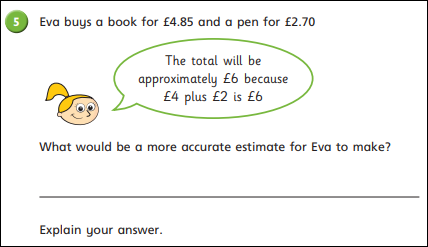 5 Eva buys a book for £4.85 and a pen for £2.70
The total will be
approximately £6 because
£4 plus £2 is £6
What would be a more accurate estimate for Eva to make?
Explain your answer.